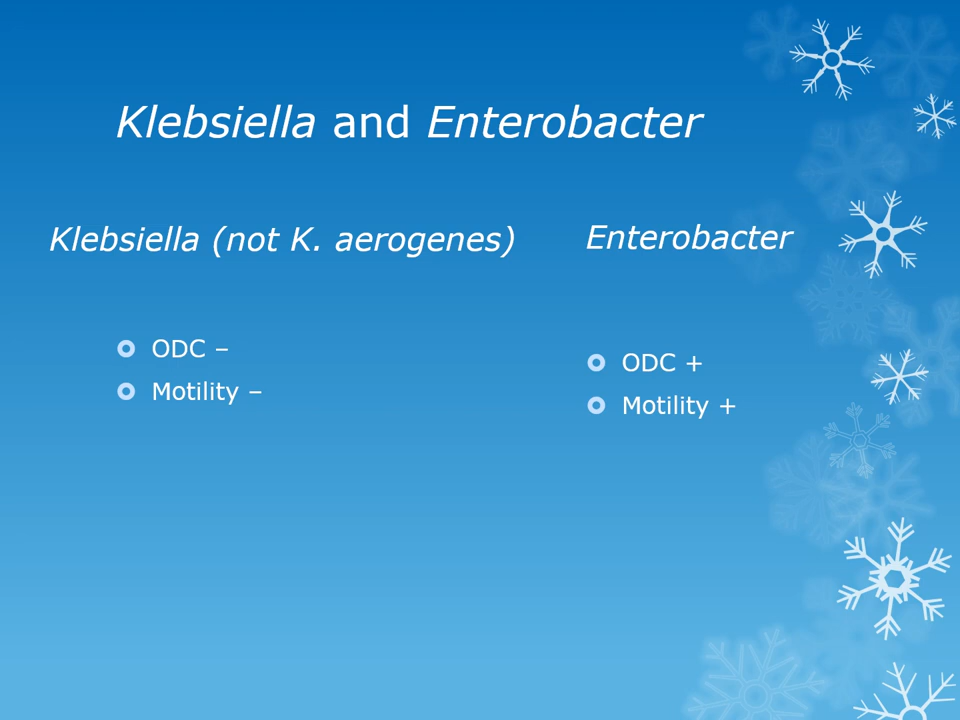 Klebsiella and Enterobacter
Klebsiella (not K. aerogenes)
ODC –
Motility –
Enterobacter
ODC +
Motility +